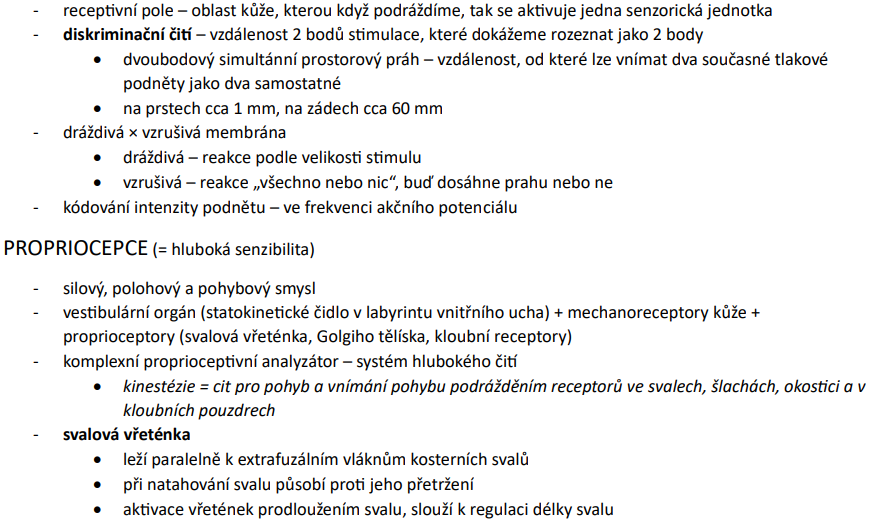 - receptivní pole – oblast kůže, kterou když podráždíme, tak se aktivuje jedna senzorická jednotka
- diskriminační čití – vzdálenost 2 bodů stimulace, které dokážeme rozeznat jako 2 body
• dvoubodový simultánní prostorový práh – vzdálenost, od které lze vnímat dva současné tlakové
podněty jako dva samostatné
• na prstech cca 1 mm, na zádech cca 60 mm
- dráždivá × vzrušivá membrána
• dráždivá – reakce podle velikosti stimulu
• vzrušivá – reakce „všechno nebo nic“, buď dosáhne prahu nebo ne
- kódování intenzity podnětu – ve frekvenci akčního potenciálu
PROPRIOCEPCE (= hluboká senzibilita)
- silový, polohový a pohybový smysl
- vestibulární orgán (statokinetické čidlo v labyrintu vnitřního ucha) + mechanoreceptory kůže +
proprioceptory (svalová vřeténka, Golgiho tělíska, kloubní receptory)
- komplexní proprioceptivní analyzátor – systém hlubokého čití
• kinestézie = cit pro pohyb a vnímání pohybu podrážděním receptorů ve svalech, šlachách, okostici a v
kloubních pouzdrech
- svalová vřeténka
• leží paralelně k extrafuzálním vláknům kosterních svalů
• při natahování svalu působí proti jeho přetržení
• aktivace vřetének prodloužením svalu, slouží k regulaci délky svalu